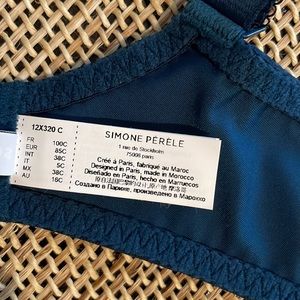 12X320 C
FR 100C
EUR 85C
INT 38C
IT 5C
MX 38C
AU 16C
SIMONE PÉRÈLE
1 rue de Stockholm
75008 paris
Créé à Paris, fabriqué au Maroc
Designed in Paris, made in Morocco
Diseñado en Paris, hecho en Marruecos
Создано в Париже, произведено в Марокко